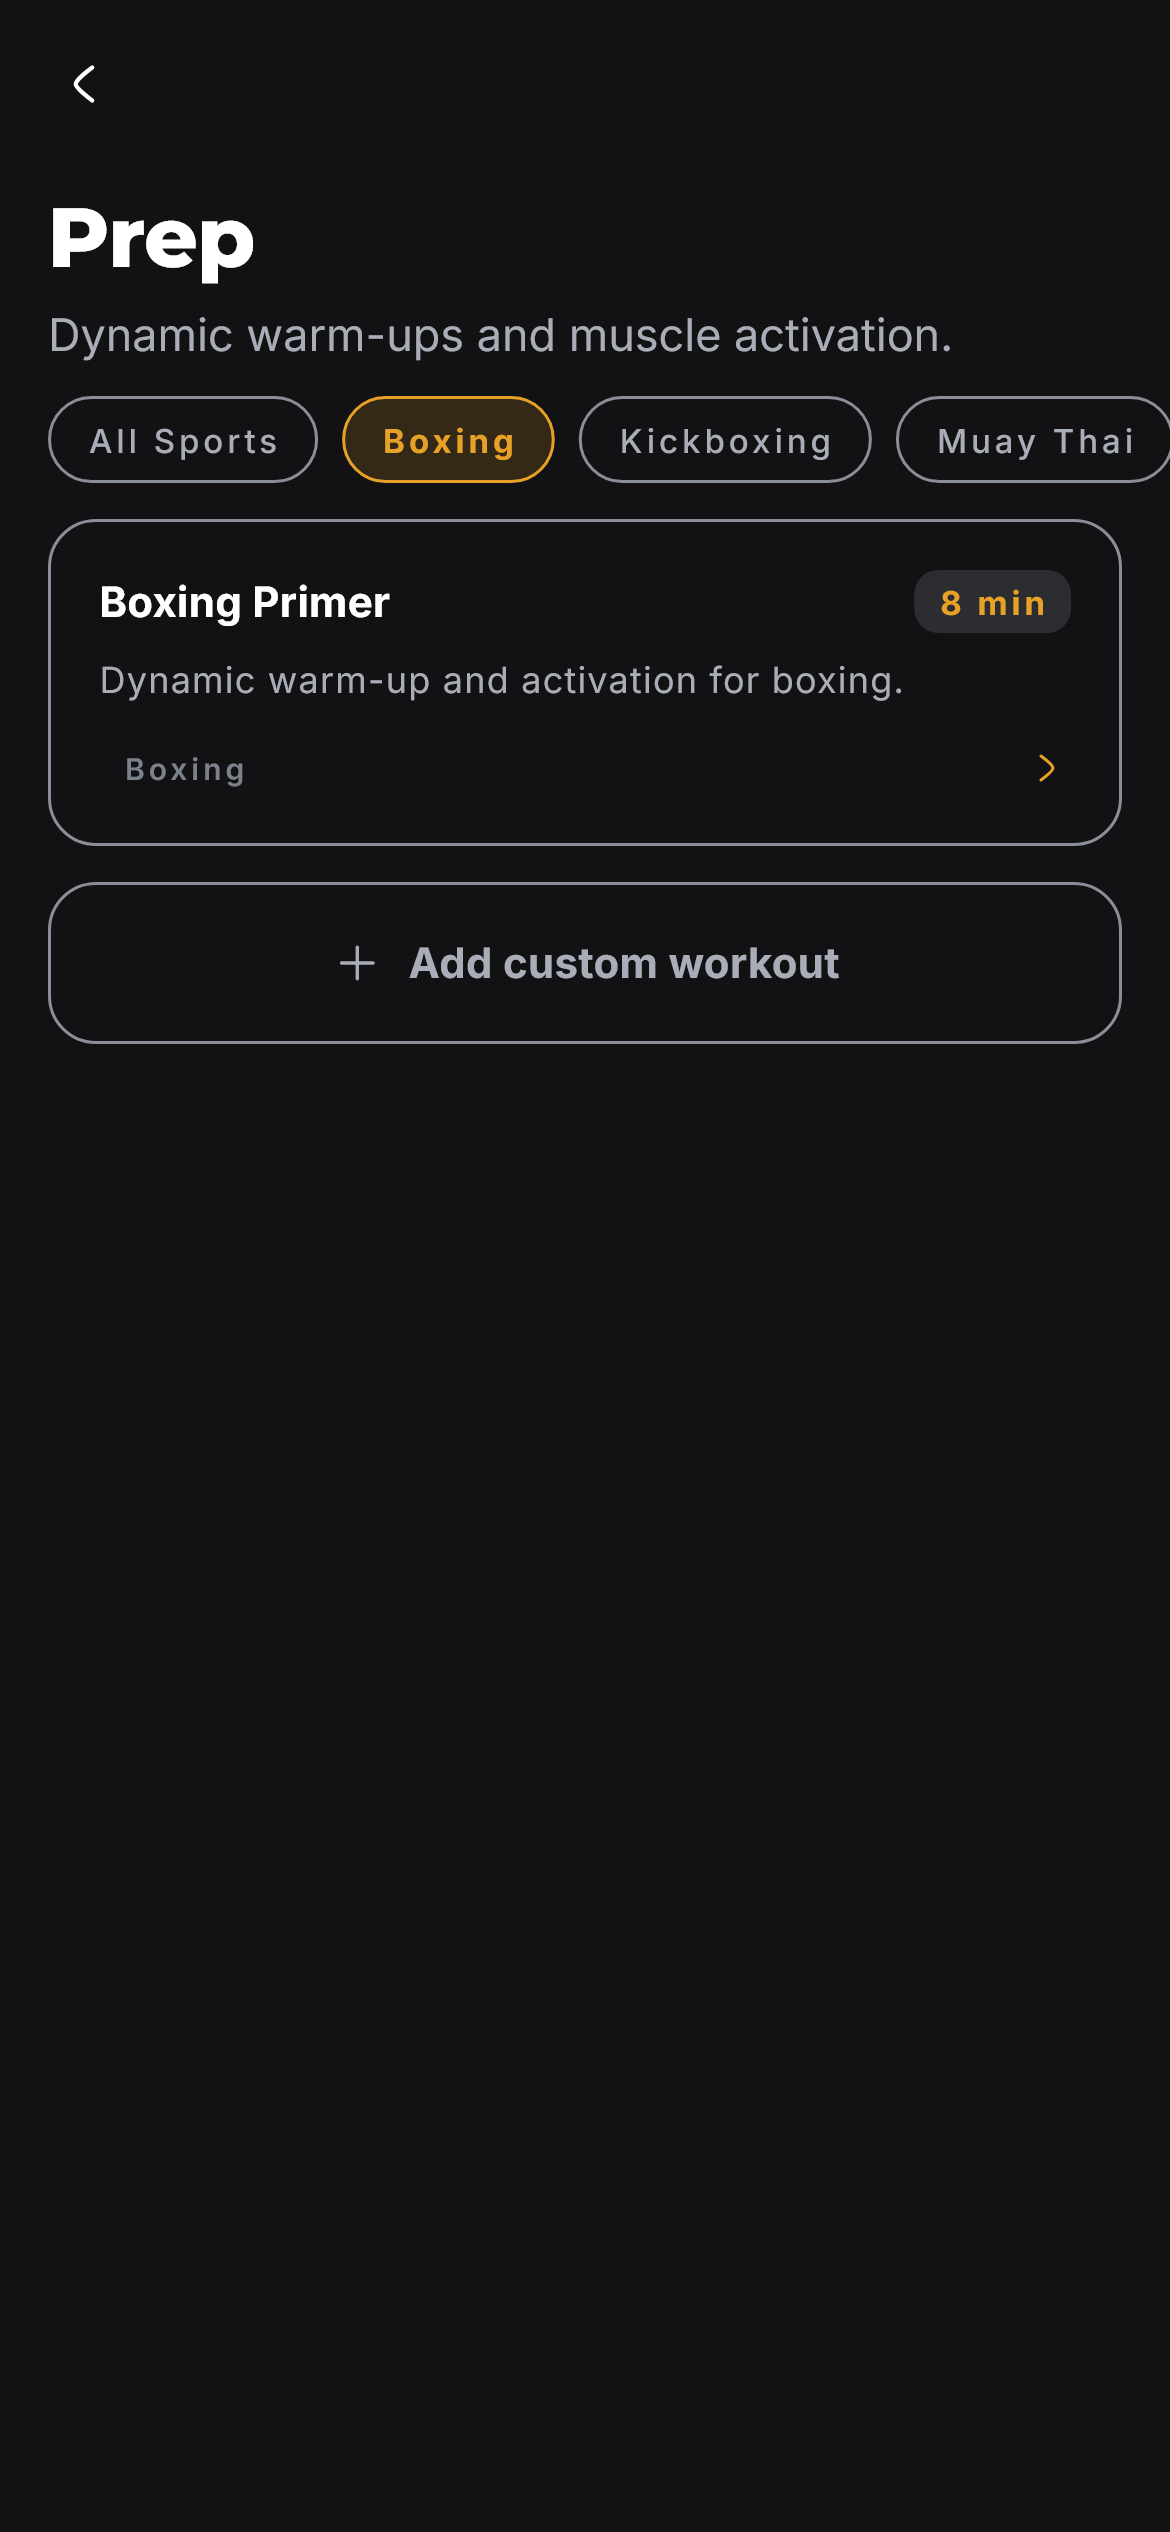 Prep
Dynamic warm-ups and muscle activation.
All Sports Boxing Kickboxing Muay Thai
Boxing Primer 8 min
Dynamic warm-up and activation for boxing.
Boxing
Add custom workout